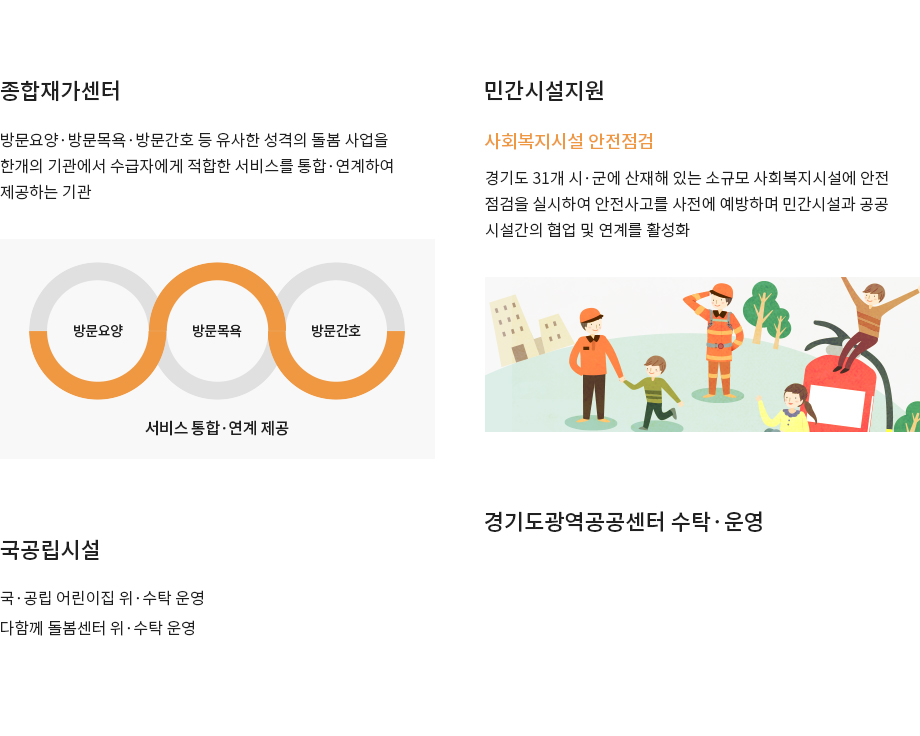 종합재가센터
방문요양·방문목욕·방문간호 등 유사한 성격의 돌봄 사업을
한개의 기관에서 수급자에게 적합한 서비스를 통합·연계하여
제공하는 기관
방문요양
방문목욕
방문간호
서비스 통합·연계 제공
국공립시설
국·공립 어린이집 위·수탁 운영
다함께 돌봄센터 위·수탁 운영
민간시설지원
사회복지시설 안전점검
경기도 31개 시·군에 산재해 있는 소규모 사회복지시설에 안전
점검을 실시하여 안전사고를 사전에 예방하며 민간시설과 공공
시설간의 협업 및 연계를 활성화
경기도광역공공센터 수탁·운영